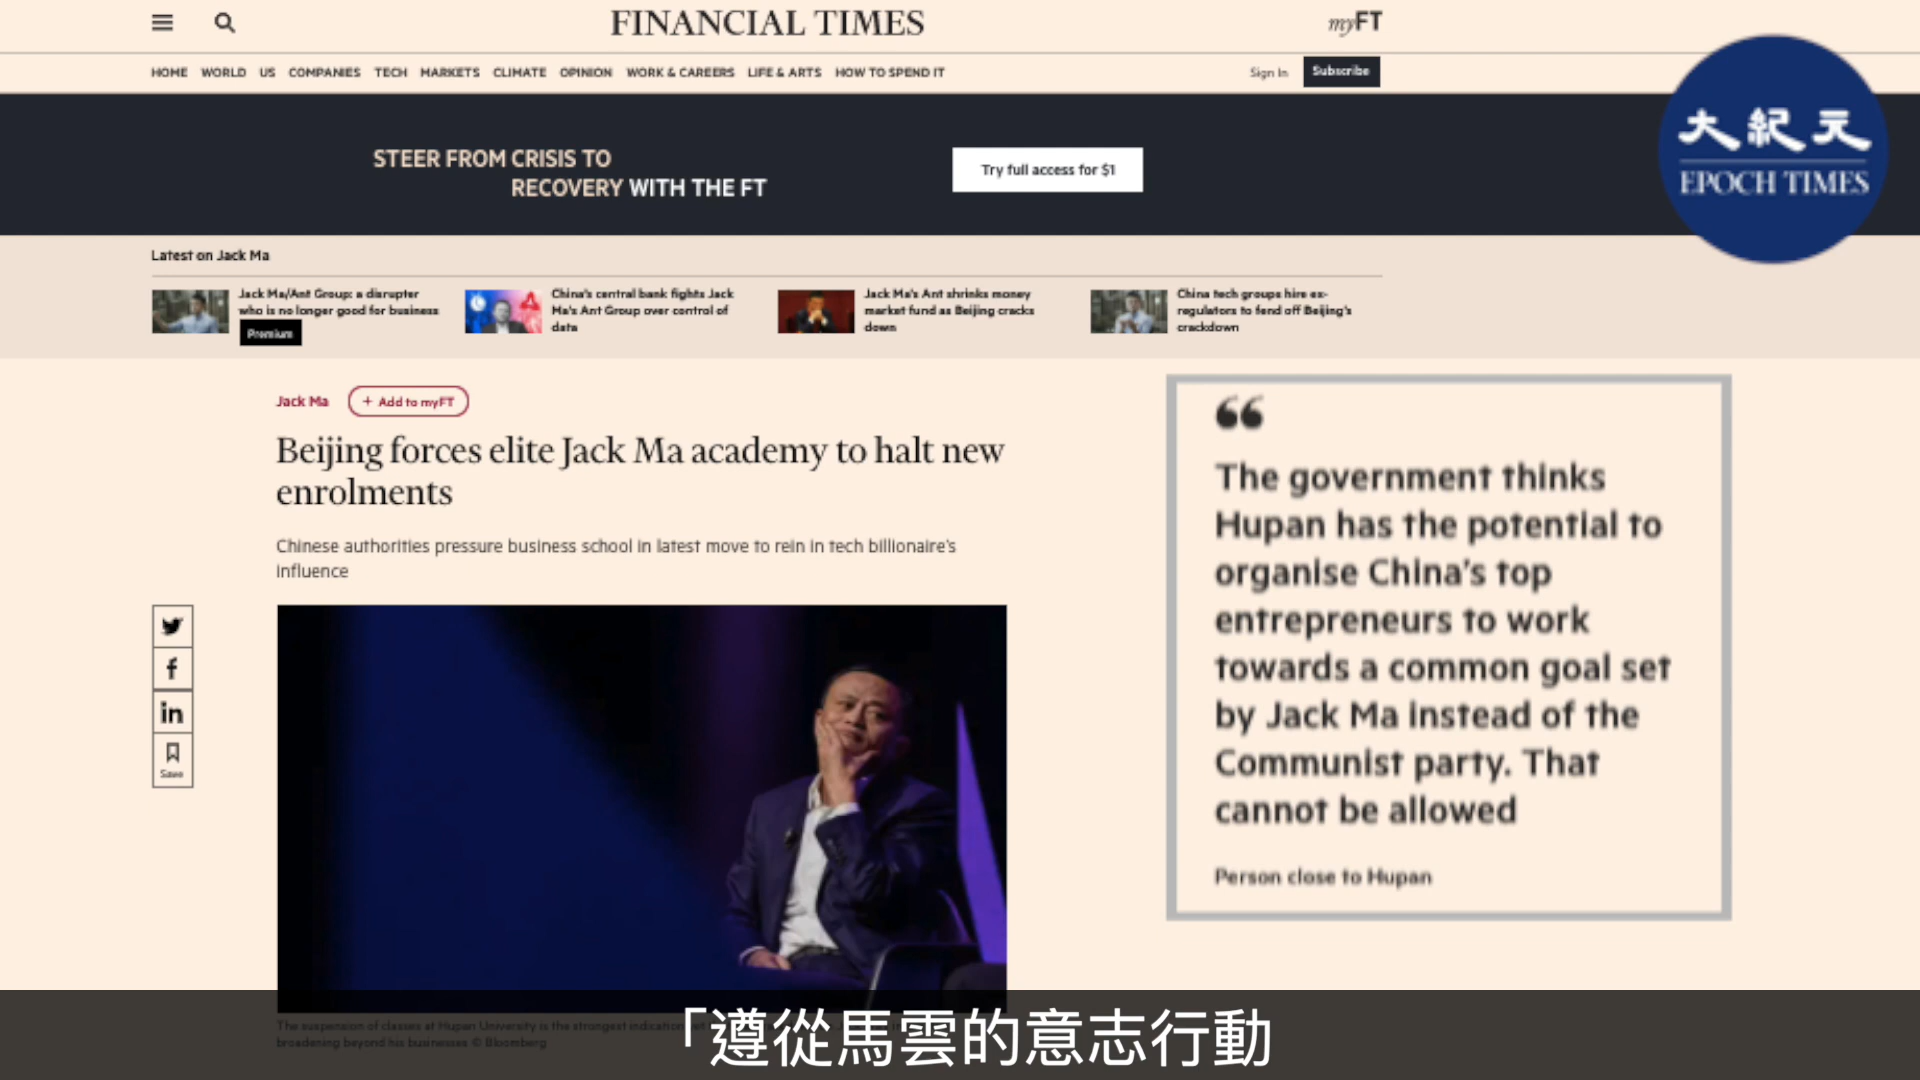 FINANCIAL TIMES
myFT
HOME WORLD US COMPANIES TECH MARKETS CLIMATE OPINION WORK & CAREERS LIFE & ARTS HOW TO SPEND IT
Sign In
Subscribe
大紀元
EPOCH TIMES
STEER FROM CRISIS TO
RECOVERY WITH THE FT
Try full access for $1
Latest on Jack Ma
Jack Ma/Ant Group: a disrupter
who is no longer good for business
Premium
China's central bank fights Jack
Ma's Ant Group over control of
data
Jack Ma's Ant shrinks money
market fund as Beijing cracks
down
China tech groups hire ex-
regulators to fend off Beijing's
crackdown
Jack Ma
+ Add to myFT
Beijing forces elite Jack Ma academy to halt new
enrolments
Chinese authorities pressure business school in latest move to rein in tech billionaire's
influence
Save
“
The government thinks
Hupan has the potential to
organise China's top
entrepreneurs to work
towards a common goal set
by Jack Ma instead of the
Communist party. That
cannot be allowed
Person close to Hupan
The suspension of classes at Hupan University is the strongest indication
broadening beyond his businesses © Bloomberg
「遵從馬雲的意志行動